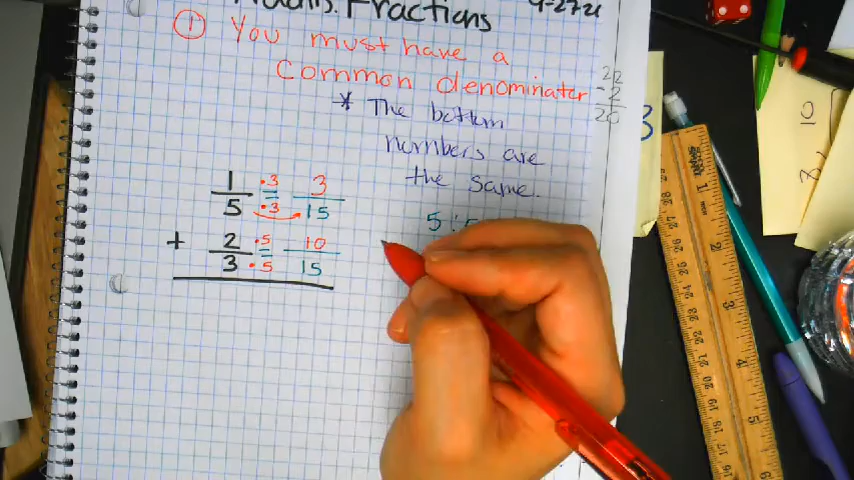 Fractions 9-27-21
① You must have a
Common denominator
* The bottom
numbers are
the same.
22
- 2
20
1/5 ·3/·3 = 3/15
+ 2/3 ·5/·5 = 10/15
5:
3
0